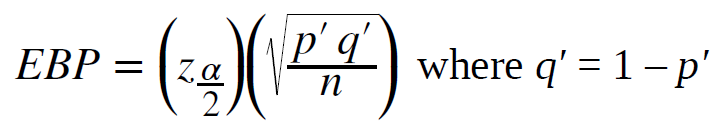 EBP = (z_{α/2})(√(p′ q′ / n)) where q′ = 1 – p′